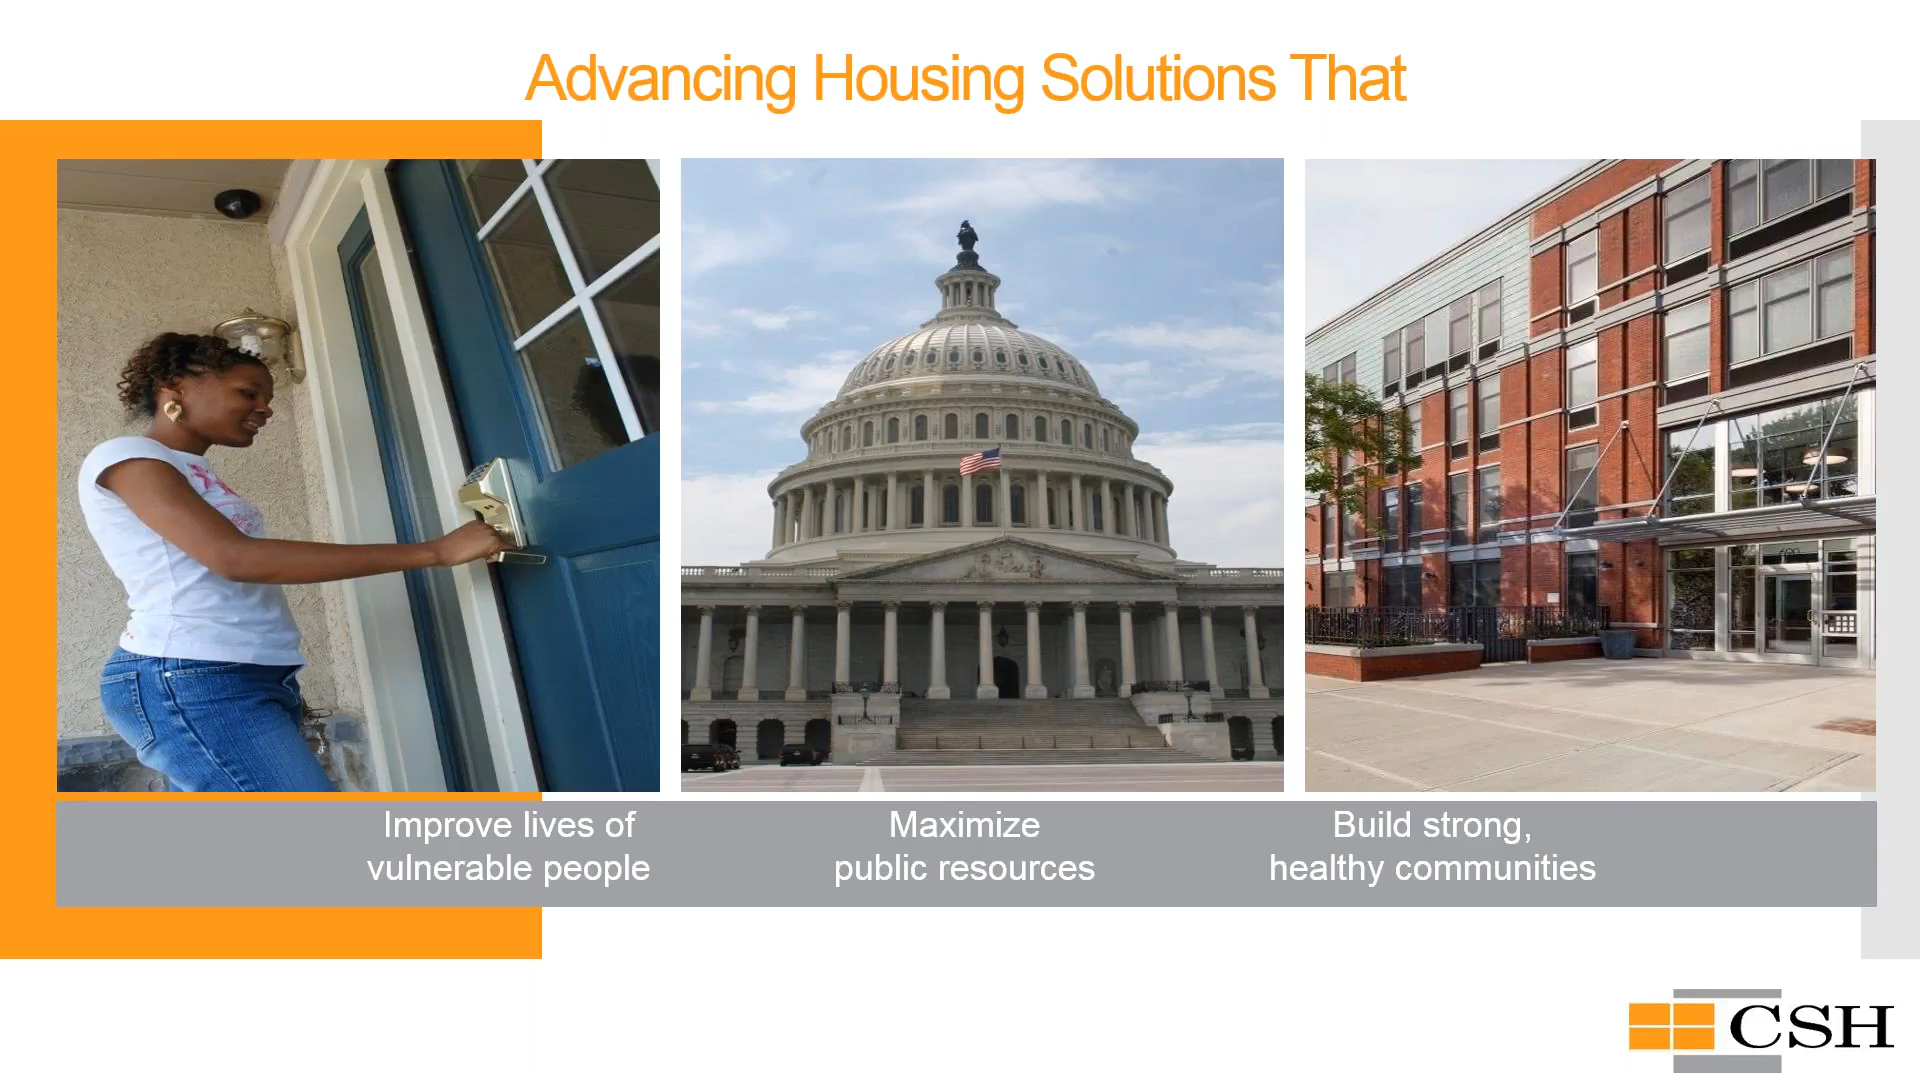 Advancing Housing Solutions That
Improve lives of
vulnerable people
Maximize
public resources
Build strong,
healthy communities
CSH